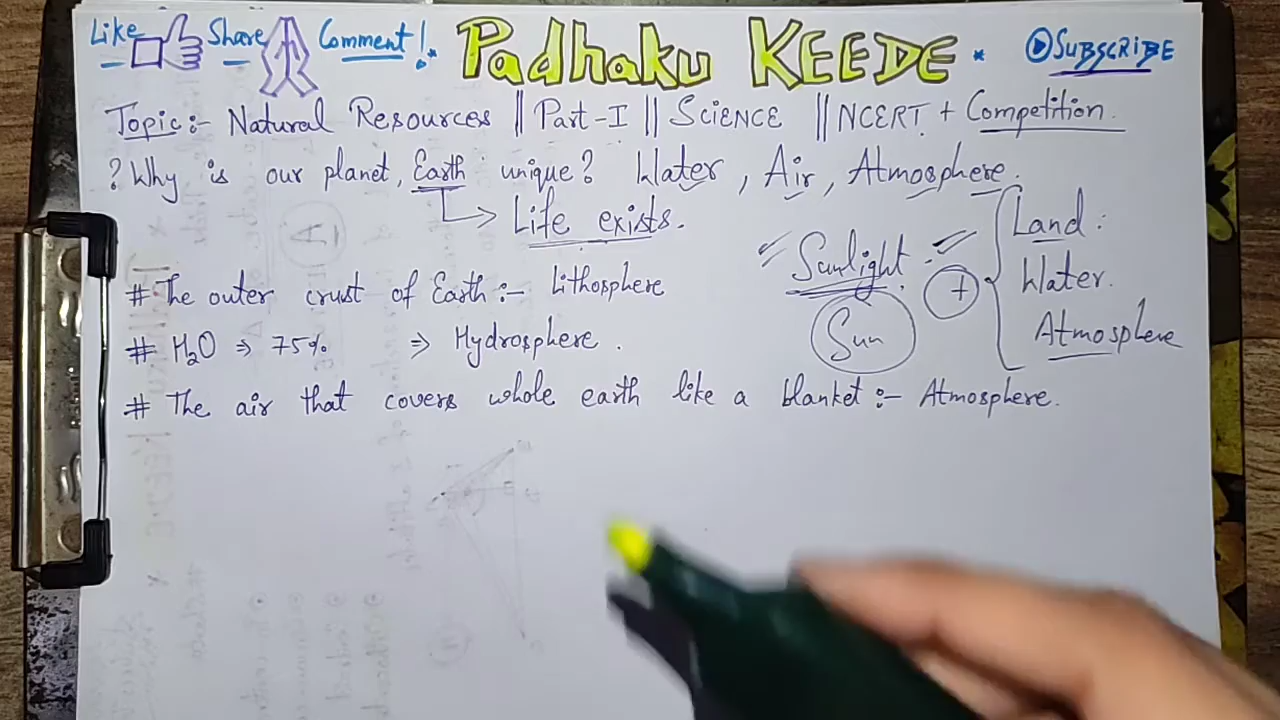 Like Share Comment! Padhaku KEEDE SUBSCRIBE
Topic:- Natural Resources || Part-I || SCIENCE || NCERT + Competition.
? Why is our planet, Earth unique? Water, Air, Atmosphere.
Life exists.
Sunlight
Sun
+
Land:
Water.
Atmosphere
# The outer crust of Earth:- Lithosphere
# H2O ⇒ 75% ⇒ Hydrosphere.
# The air that covers whole earth like a blanket:- Atmosphere.